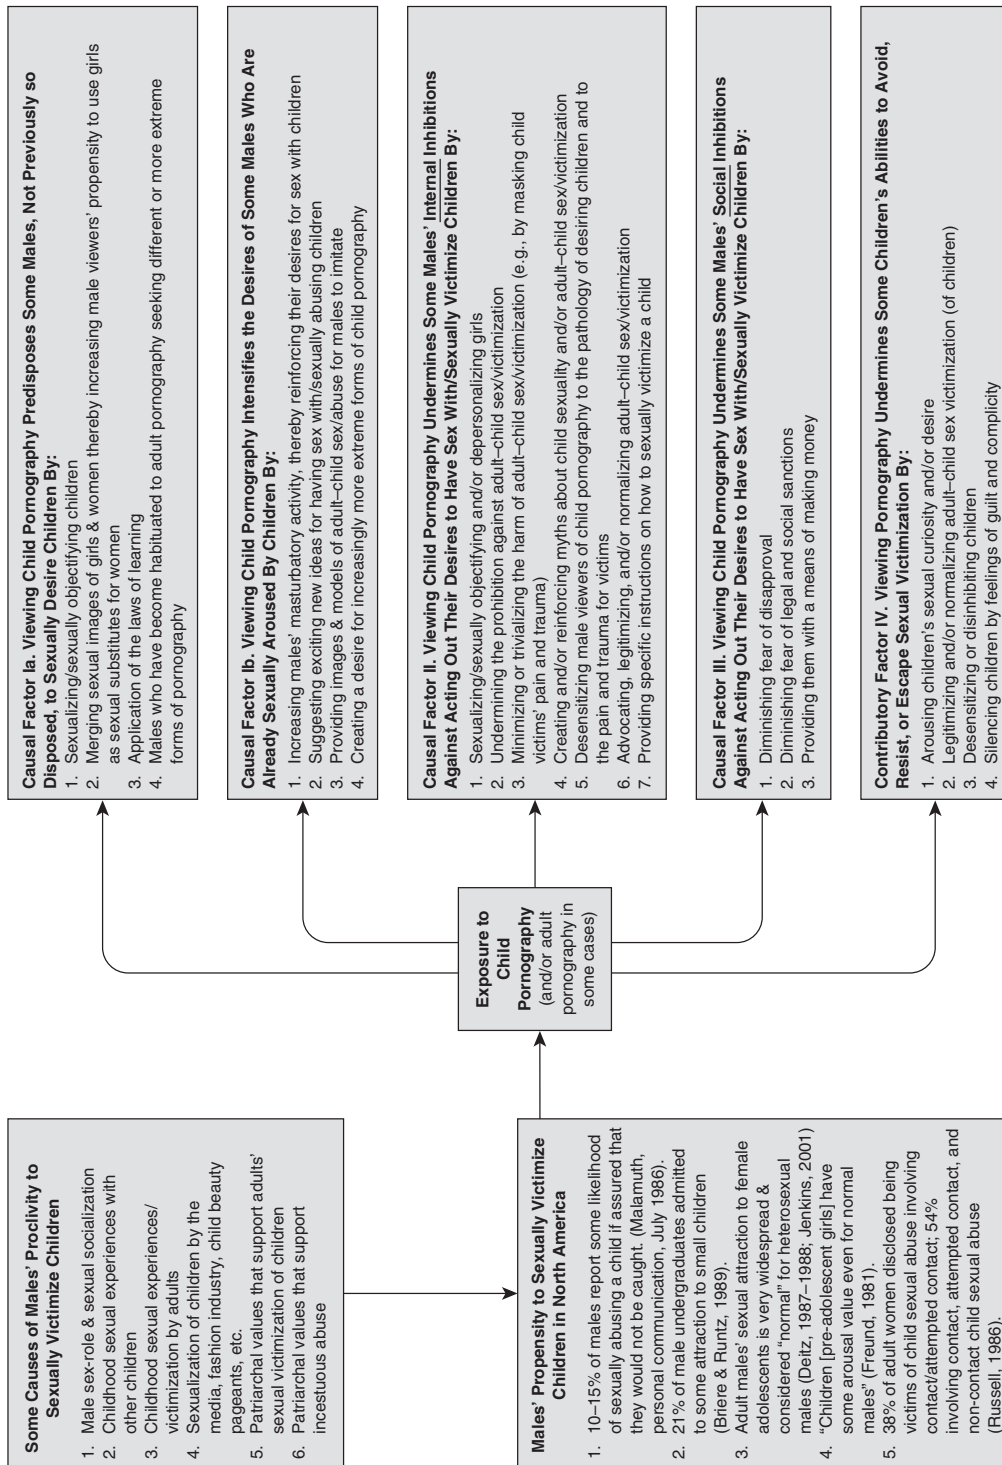 Some Causes of Males’ Proclivity to
Sexually Victimize Children
1. Male sex-role & sexual socialization
2. Childhood sexual experiences with
other children
3. Childhood sexual experiences/
victimization by adults
4. Sexualization of children by the
media, fashion industry, child beauty
pageants, etc.
5. Patriarchal values that support adults’
sexual victimization of children
6. Patriarchal values that support
incestuous abuse
Males’ Propensity to Sexually Victimize
Children in North America
1. 10–15% of males report some likelihood
of sexually abusing a child if assured that
they would not be caught. (Malamuth,
personal communication, July 1986).
2. 21% of male undergraduates admitted
to some attraction to small children
(Briere & Runtz, 1989).
3. Adult males’ sexual attraction to female
adolescents is very widespread &
considered “normal” for heterosexual
males (Deitz, 1987–1988; Jenkins, 2001)
4. “Children [pre-adolescent girls] have
some arousal value even for normal
males” (Freund, 1981).
5. 38% of adult women disclosed being
victims of child sexual abuse involving
contact/attempted contact; 54%
involving contact, attempted contact, and
non-contact child sexual abuse
(Russell, 1986).
Exposure to
Child
Pornography
(and/or adult
pornography in
some cases)
Causal Factor Ia. Viewing Child Pornography Predisposes Some Males, Not Previously so
Disposed, to Sexually Desire Children By:
1. Sexualizing/sexually objectifying children
2. Merging sexual images of girls & women thereby increasing male viewers’ propensity to use girls
as sexual substitutes for women
3. Application of the laws of learning
4. Males who have become habituated to adult pornography seeking different or more extreme
forms of pornography
Causal Factor Ib. Viewing Child Pornography Intensifies the Desires of Some Males Who Are
Already Sexually Aroused By Children By:
1. Increasing males’ masturbatory activity, thereby reinforcing their desires for sex with children
2. Suggesting exciting new ideas for having sex with/sexually abusing children
3. Providing images & models of adult–child sex/abuse for males to imitate
4. Creating a desire for increasingly more extreme forms of child pornography
Causal Factor II. Viewing Child Pornography Undermines Some Males’ Internal Inhibitions
Against Acting Out Their Desires to Have Sex With/Sexually Victimize Children By:
1. Sexualizing/sexually objectifying and/or depersonalizing girls
2. Undermining the prohibition against adult–child sex/victimization
3. Minimizing or trivializing the harm of adult–child sex/victimization (e.g., by masking child
victims’ pain and trauma)
4. Creating and/or reinforcing myths about child sexuality and/or adult–child sex/victimization
5. Desensitizing male viewers of child pornography to the pathology of desiring children and to
the pain and trauma for victims
6. Advocating, legitimizing, and/or normalizing adult–child sex/victimization
7. Providing specific instructions on how to sexually victimize a child
Causal Factor III. Viewing Child Pornography Undermines Some Males’ Social Inhibitions
Against Acting Out Their Desires to Have Sex With/Sexually Victimize Children By:
1. Diminishing fear of disapproval
2. Diminishing fear of legal and social sanctions
3. Providing them with a means of making money
Contributory Factor IV. Viewing Pornography Undermines Some Children’s Abilities to Avoid,
Resist, or Escape Sexual Victimization By:
1. Arousing children’s sexual curiosity and/or desire
2. Legitizing and/or normalizing adult–child sex victimization (of children)
3. Desensitizing or disinhibiting children
4. Silencing children by feelings of guilt and complicity